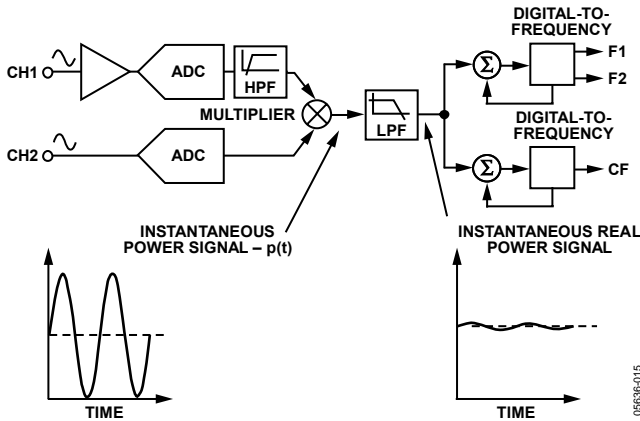 DIGITAL-TO-
FREQUENCY
CH1
ADC
HPF
MULTIPLIER
LPF
Σ
F1
F2
DIGITAL-TO-
FREQUENCY
CH2
ADC
Σ
CF
INSTANTANEOUS
POWER SIGNAL – p(t)
INSTANTANEOUS REAL
POWER SIGNAL
TIME
TIME
05636-015